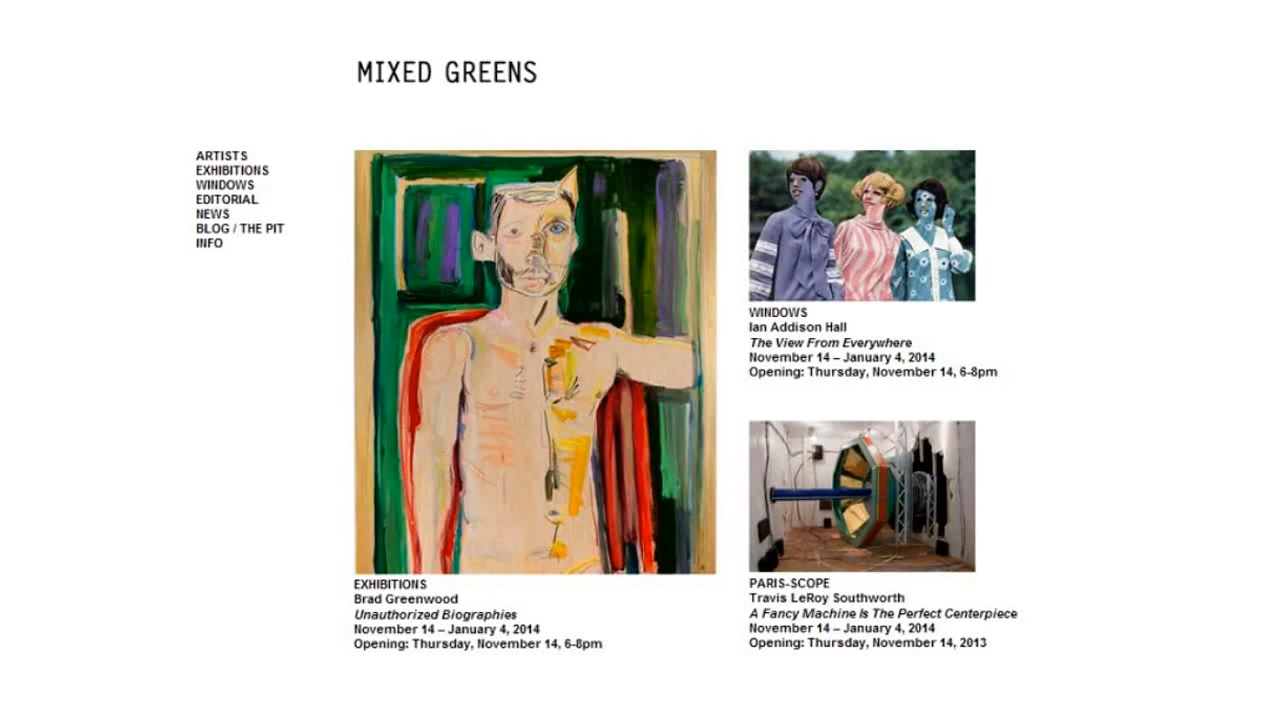 MIXED GREENS
ARTISTS
EXHIBITIONS
WINDOWS
EDITORIAL
NEWS
BLOG / THE PIT
INFO
EXHIBITIONS
Brad Greenwood
Unauthorized Biographies
November 14 – January 4, 2014
Opening: Thursday, November 14, 6-8pm
WINDOWS
Ian Addison Hall
The View From Everywhere
November 14 – January 4, 2014
Opening: Thursday, November 14, 6-8pm
PARIS-SCOPE
Travis LeRoy Southworth
A Fancy Machine Is The Perfect Centerpiece
November 14 – January 4, 2014
Opening: Thursday, November 14, 2013